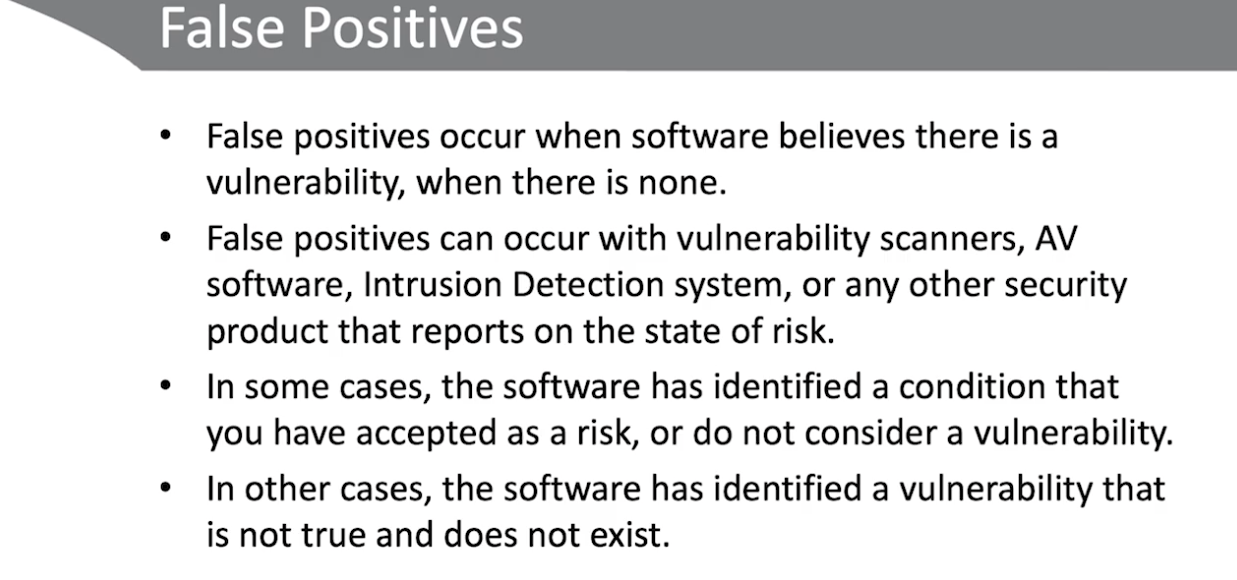 False Positives
• False positives occur when software believes there is a
vulnerability, when there is none.
• False positives can occur with vulnerability scanners, AV
software, Intrusion Detection system, or any other security
product that reports on the state of risk.
• In some cases, the software has identified a condition that
you have accepted as a risk, or do not consider a vulnerability.
• In other cases, the software has identified a vulnerability that
is not true and does not exist.